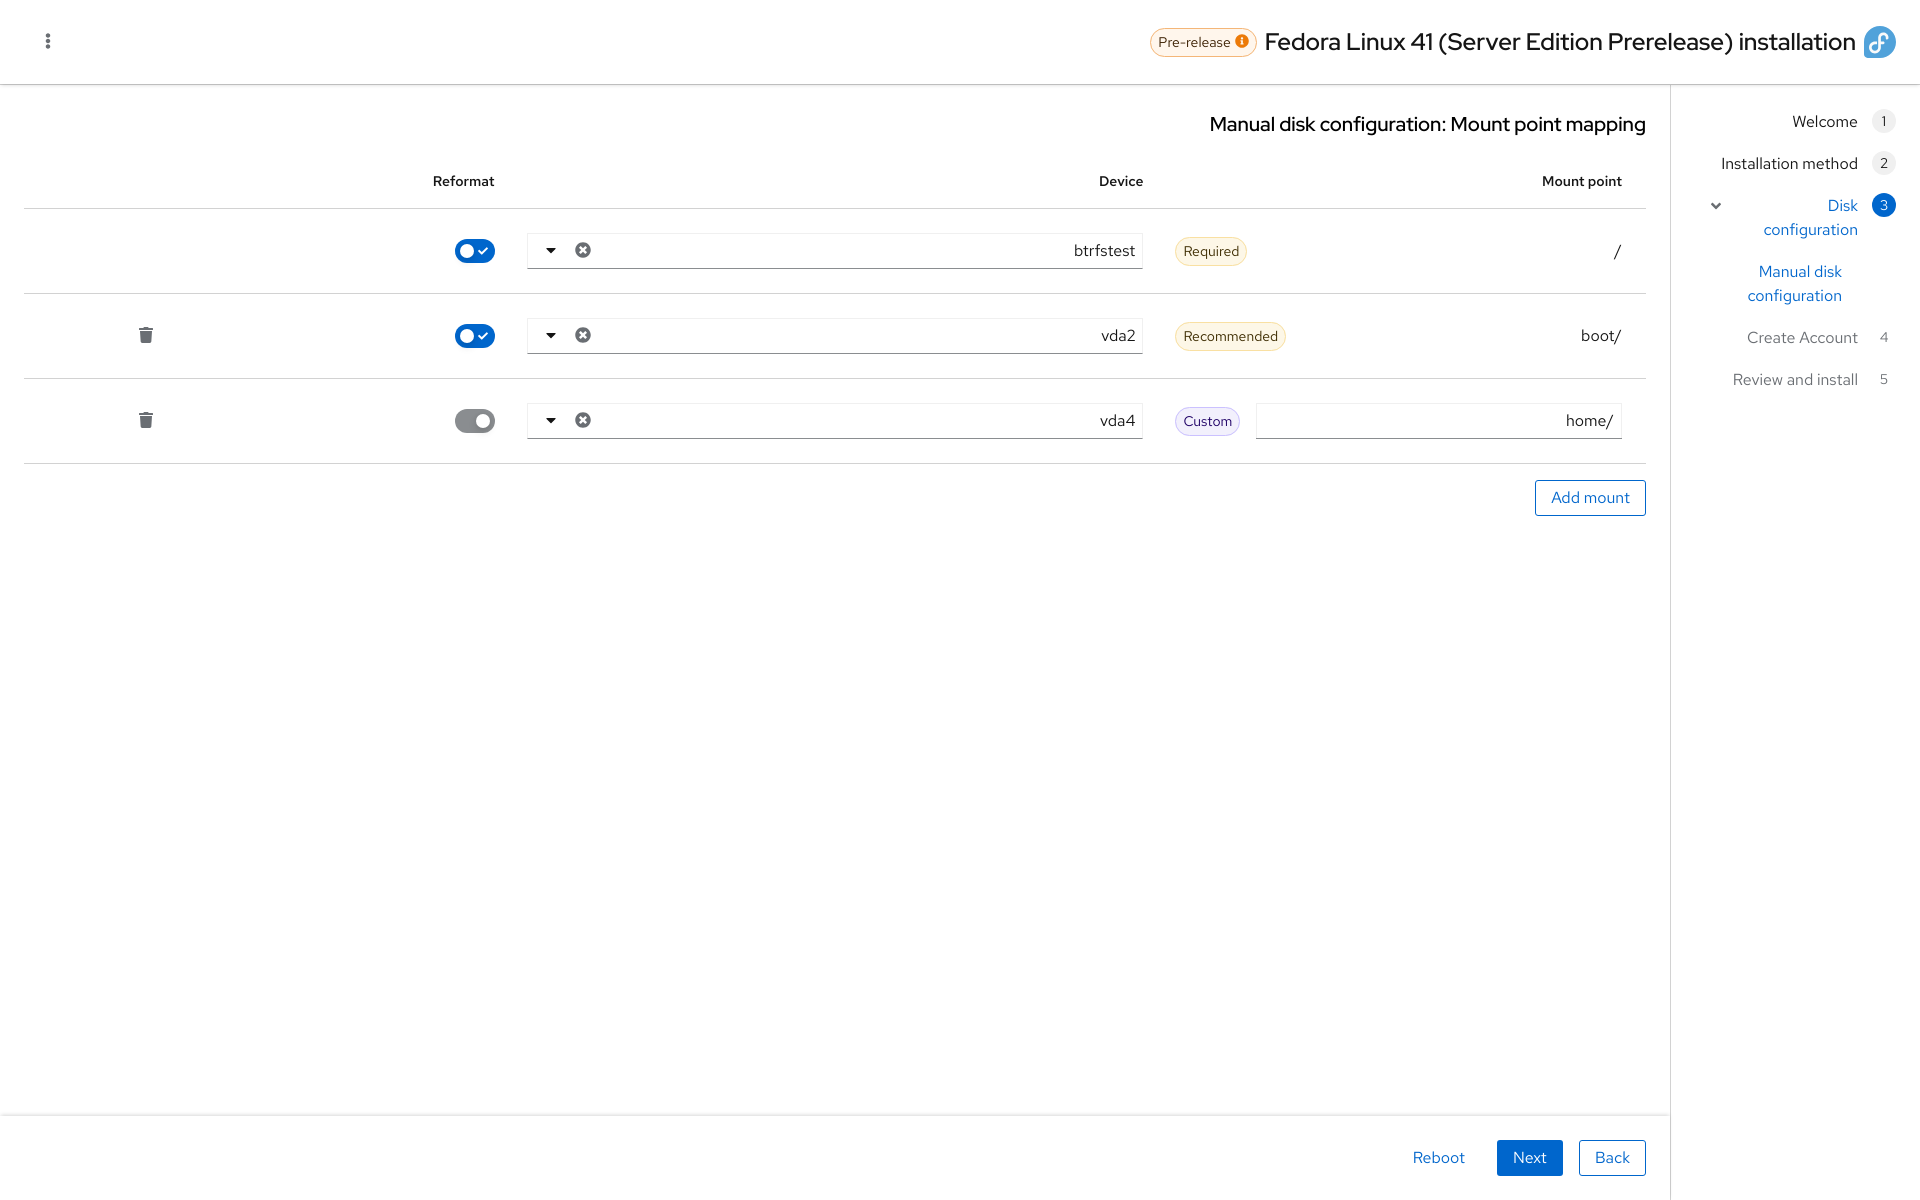 Fedora Linux 41 (Server Edition Prerelease) installation
Pre-release
Welcome 1
Installation method 2
Disk configuration 3
Manual disk configuration
Create Account 4
Review and install 5
Manual disk configuration: Mount point mapping
Mount point Device Reformat
/ Required btrfstest
boot/ Recommended vda2
home/ Custom vda4
Add mount
Back Next Reboot